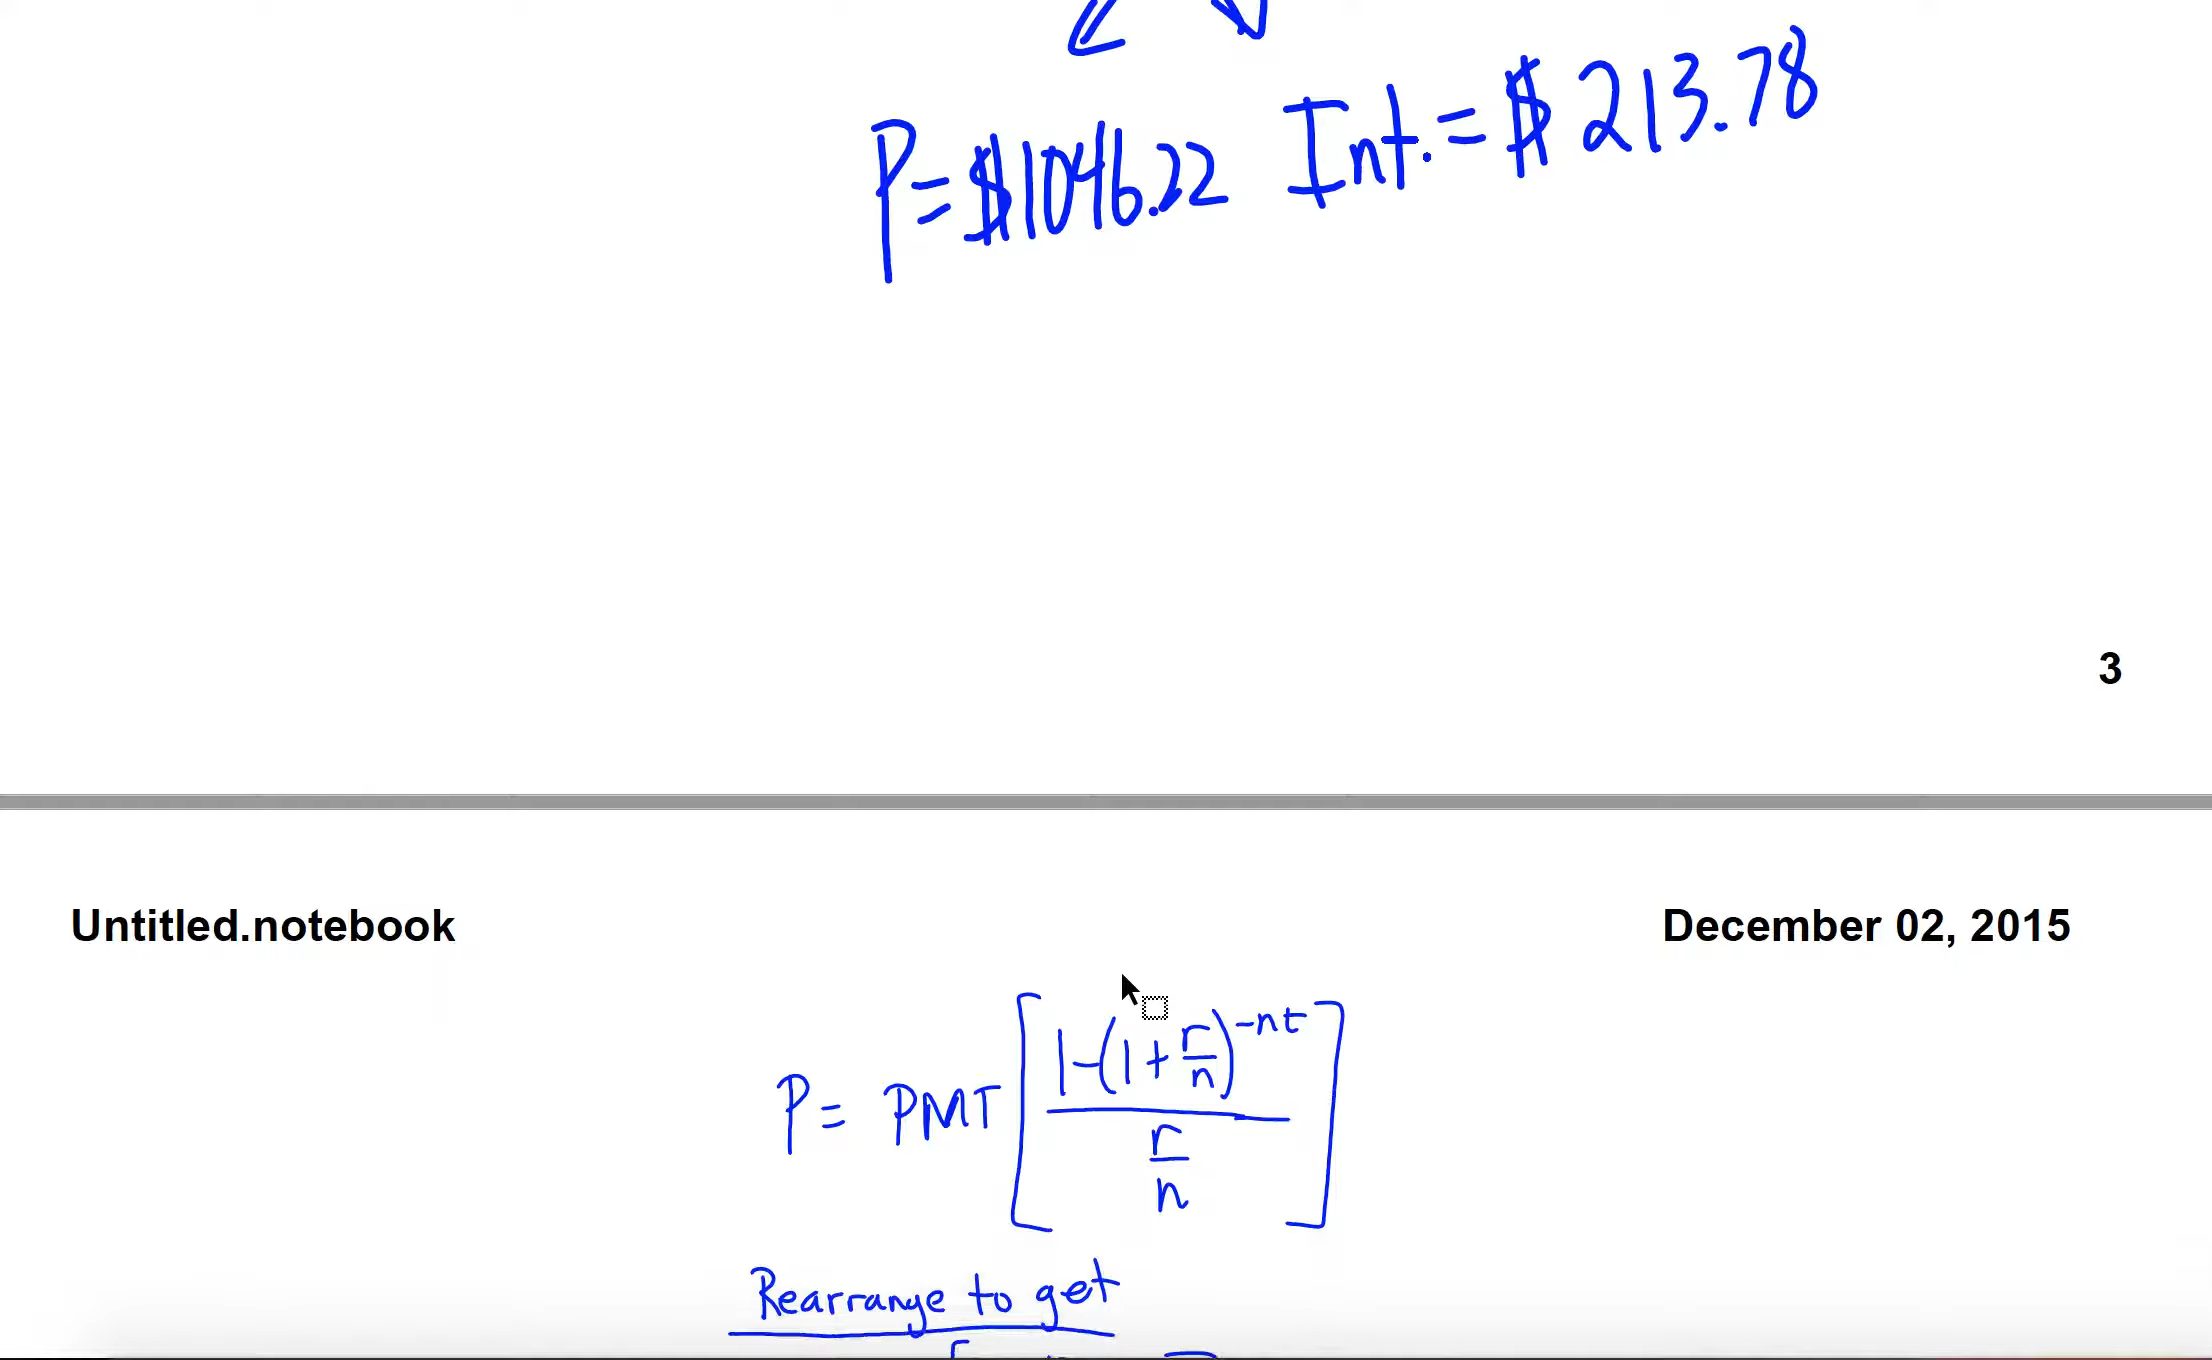 P=$1046.22 Int.=$213.78
3
Untitled.notebook December 02, 2015
P= PMT [ 1-(1+ r/n)^-nt / r/n ]
Rearrange to get